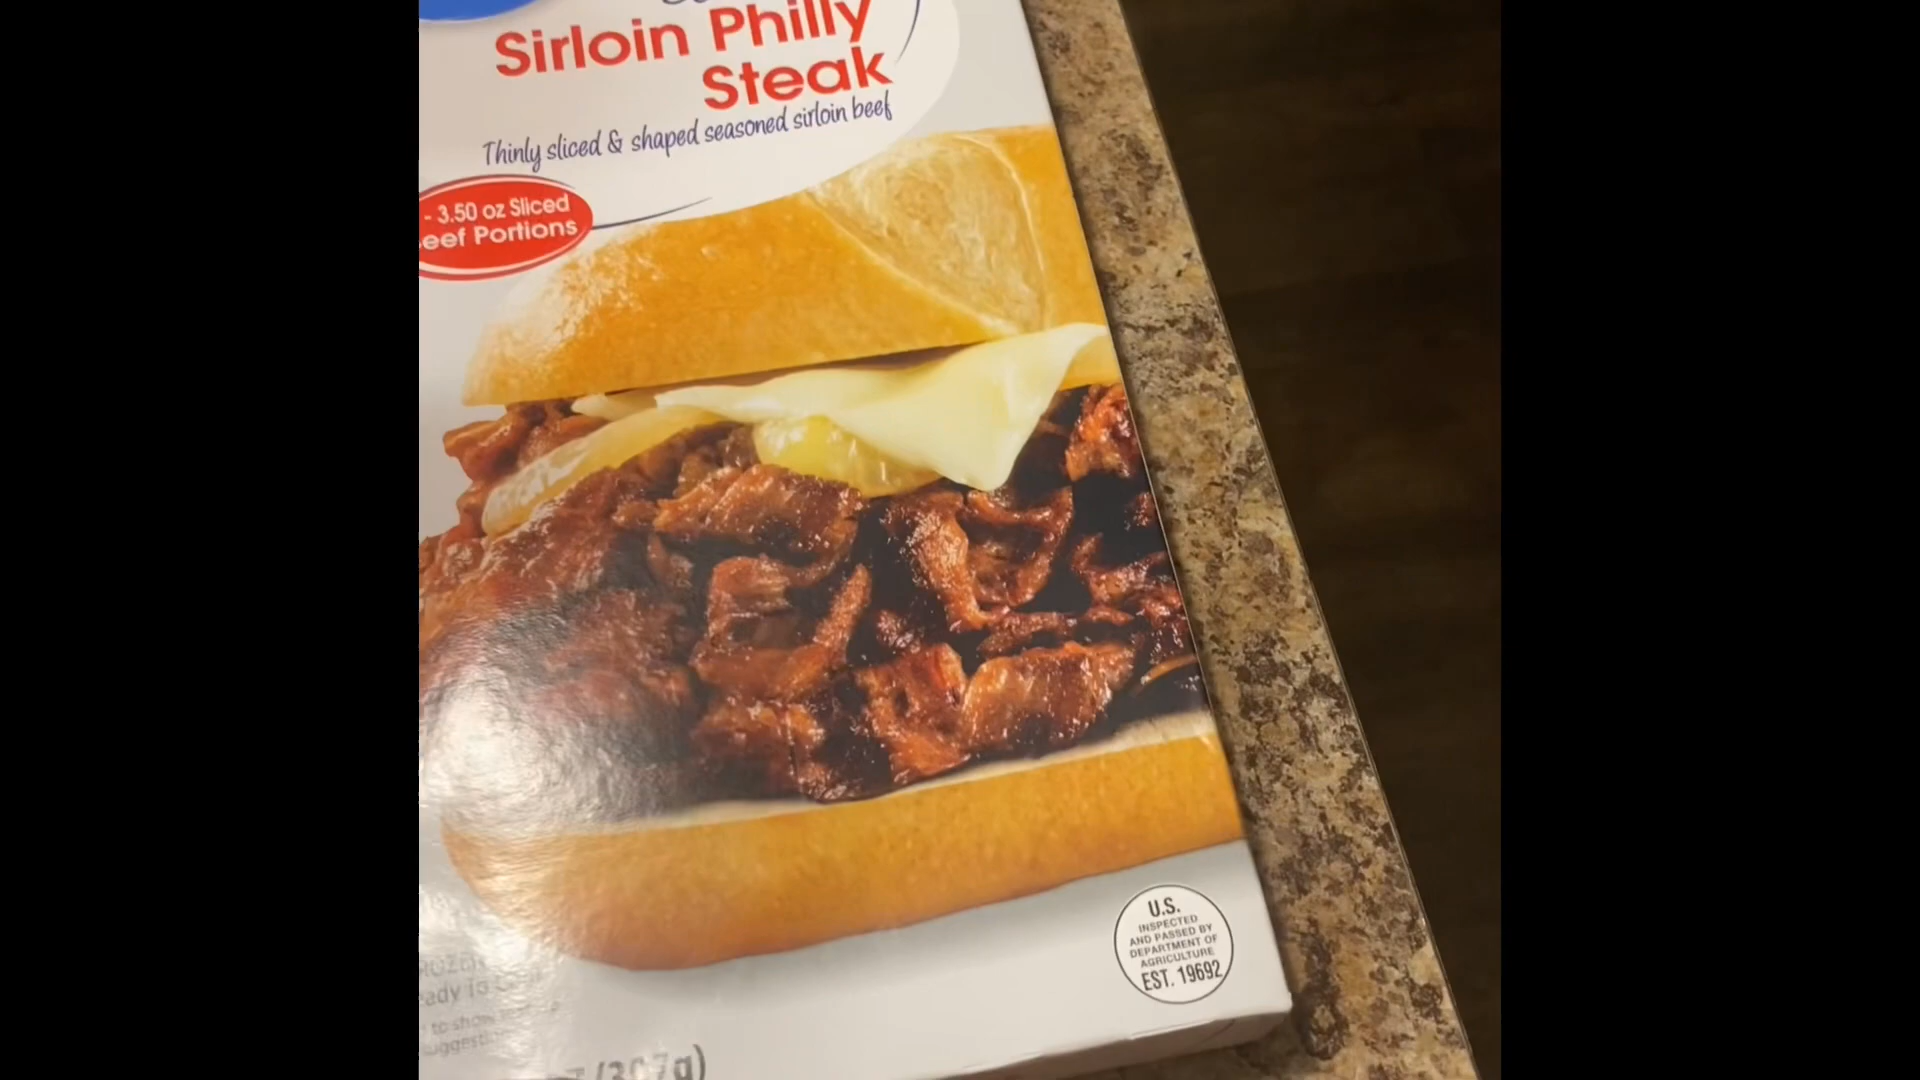 Sirloin Philly
Steak
Thinly sliced & shaped seasoned sirloin beef
- 3.50 oz Sliced
eef Portions
U.S.
INSPECTED
AND PASSED BY
DEPARTMENT OF
AGRICULTURE
EST. 19692